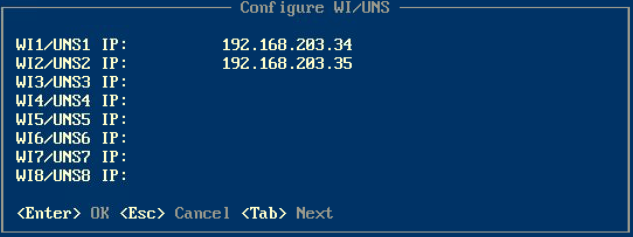 Configure WI/UNS
WI1/UNS1 IP: 192.168.203.34
WI2/UNS2 IP: 192.168.203.35
WI3/UNS3 IP:
WI4/UNS4 IP:
WI5/UNS5 IP:
WI6/UNS6 IP:
WI7/UNS7 IP:
WI8/UNS8 IP:
<Enter> OK <Esc> Cancel <Tab> Next